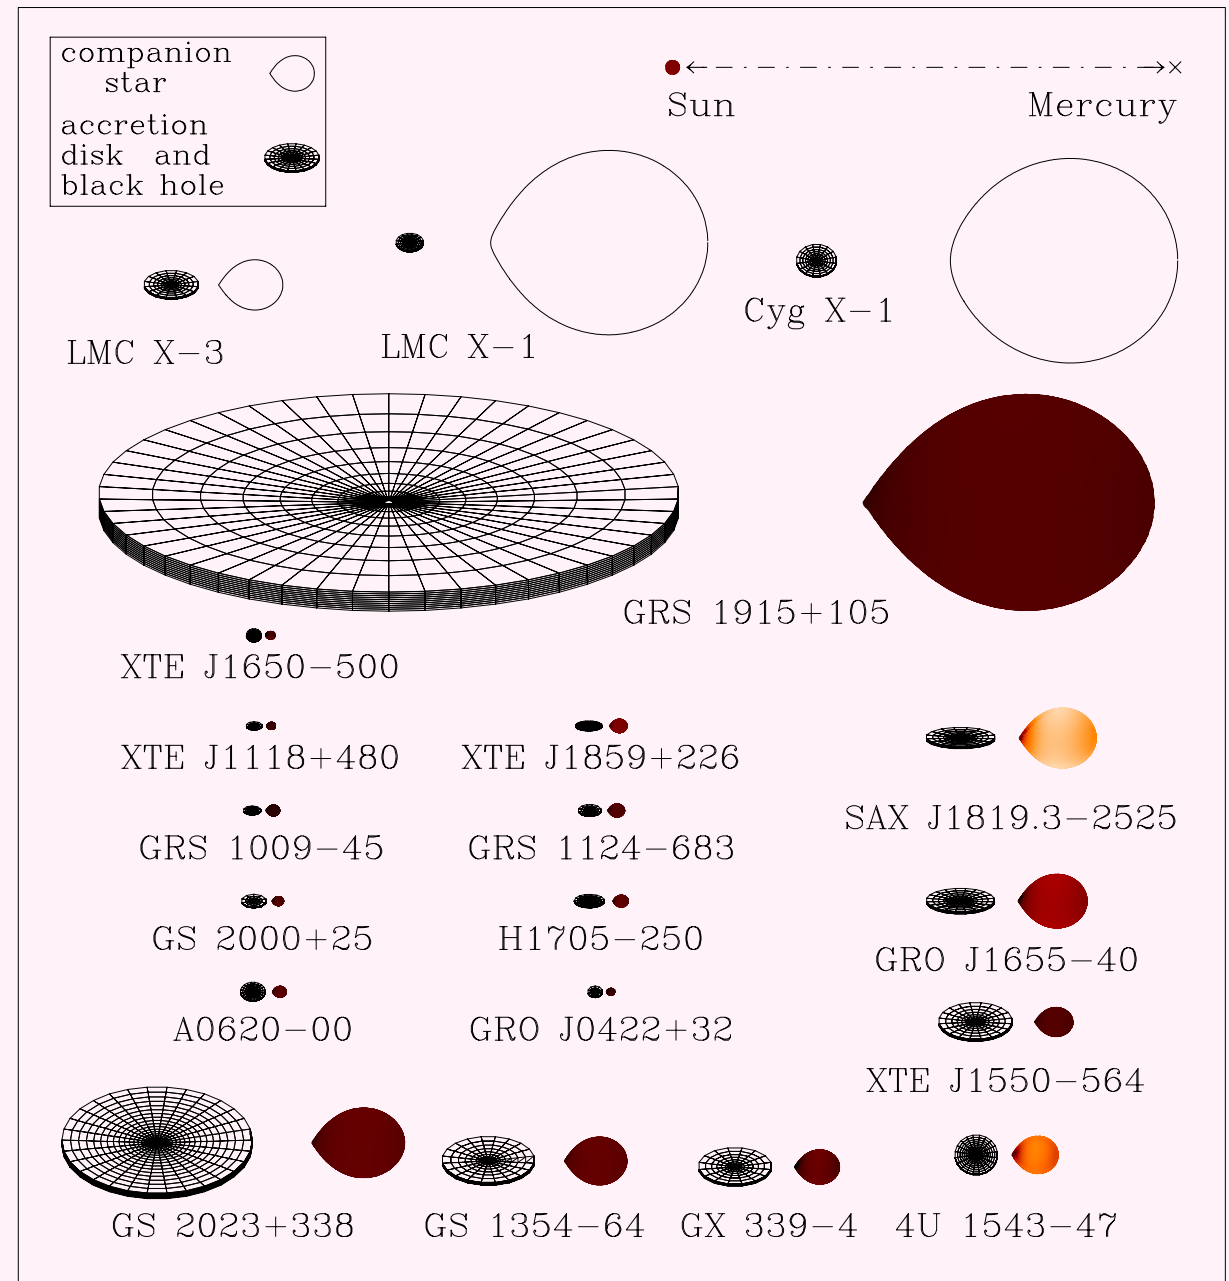 companion
star
accretion
disk and
black hole
Sun
Mercury
Cyg X-1
LMC X-3
LMC X-1
GRS 1915+105
XTE J1650-500
XTE J1118+480
XTE J1859+226
SAX J1819.3-2525
GRS 1009-45
GRS 1124-683
GS 2000+25
H1705-250
GRO J1655-40
A0620-00
GRO J0422+32
XTE J1550-564
GS 2023+338
GS 1354-64
GX 339-4
4U 1543-47